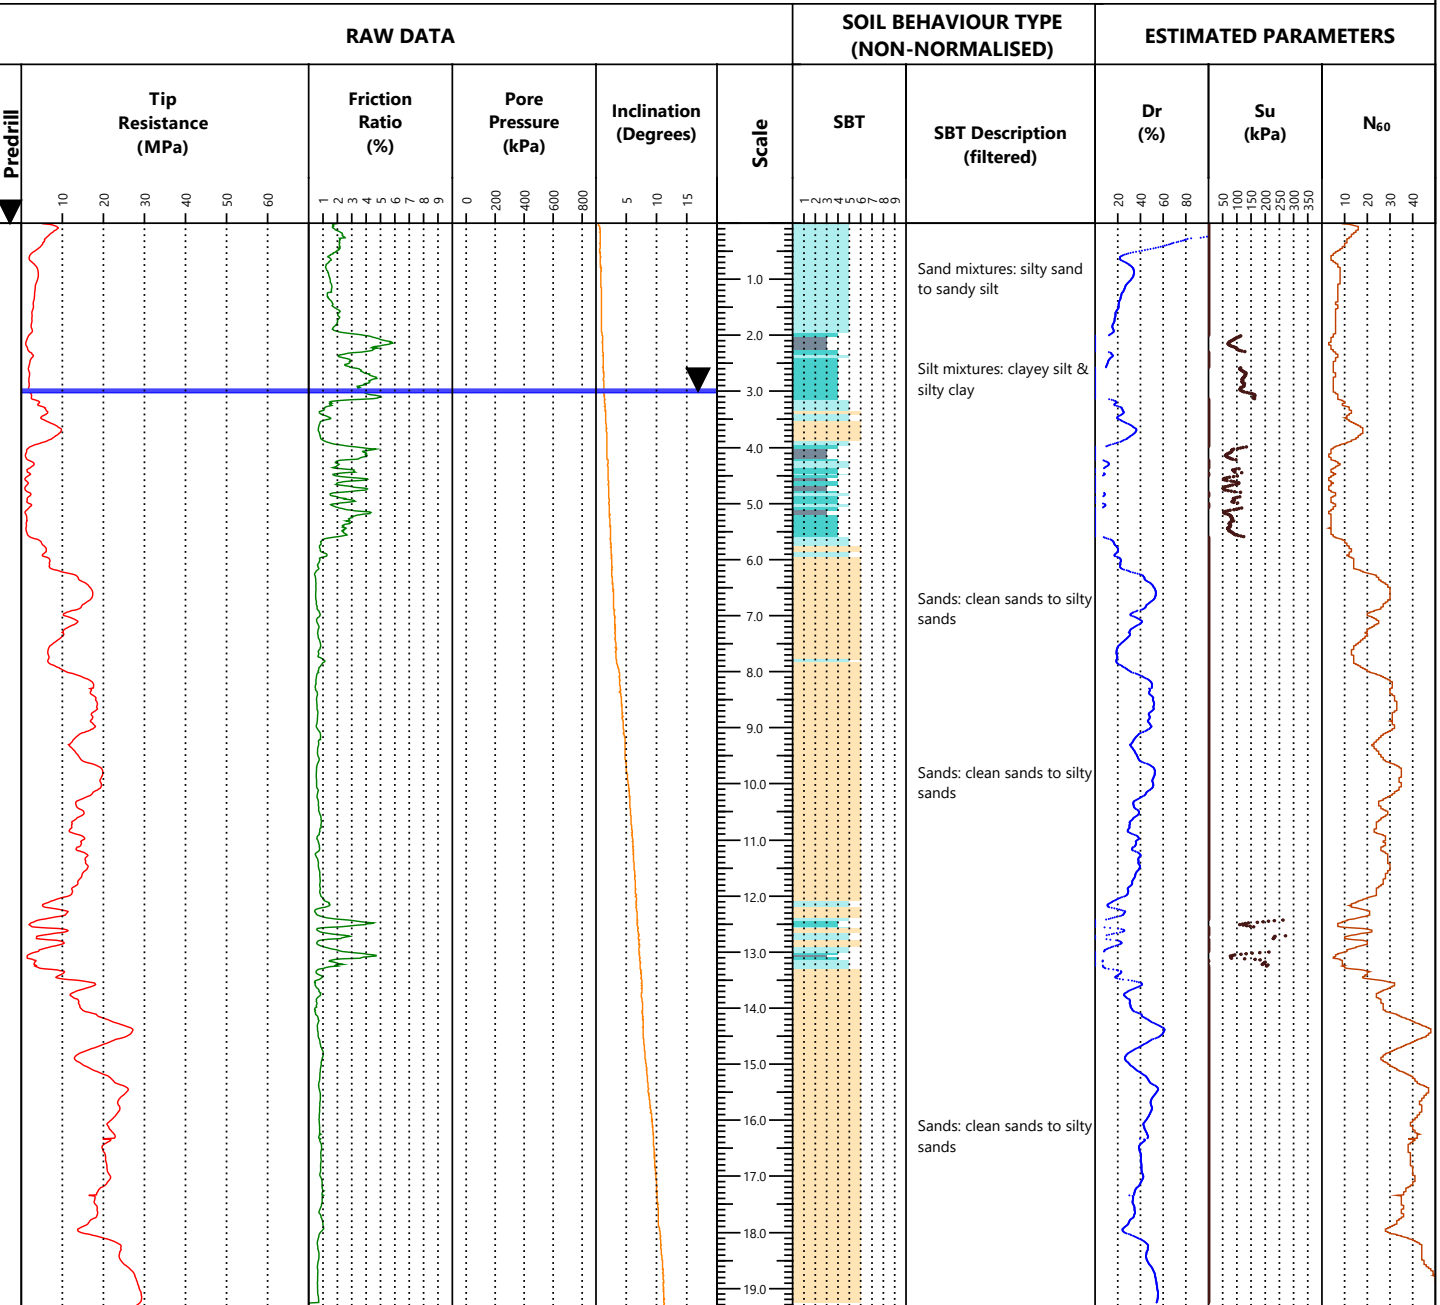 RAW DATA
SOIL BEHAVIOUR TYPE
(NON-NORMALISED)
ESTIMATED PARAMETERS
Predrill
Tip
Resistance
(MPa)
Friction
Ratio
(%)
Pore
Pressure
(kPa)
Inclination
(Degrees)
Scale
SBT
SBT Description
(filtered)
Dr
(%)
Su
(kPa)
N60
10 20 30 40 50 60
1 2 3 4 5 6 7 8 9
0 200 400 600 800
5 10 15
1 2 3 4 5 6 7 8 9
20 40 60 80
50 100 150 200 250 300 350
10 20 30 40
Sand mixtures: silty sand
to sandy silt
1.0
2.0
Silt mixtures: clayey silt &
silty clay
3.0
4.0
5.0
6.0
Sands: clean sands to silty
sands
7.0
8.0
9.0
Sands: clean sands to silty
sands
10.0
11.0
12.0
13.0
14.0
15.0
16.0
Sands: clean sands to silty
sands
17.0
18.0
19.0